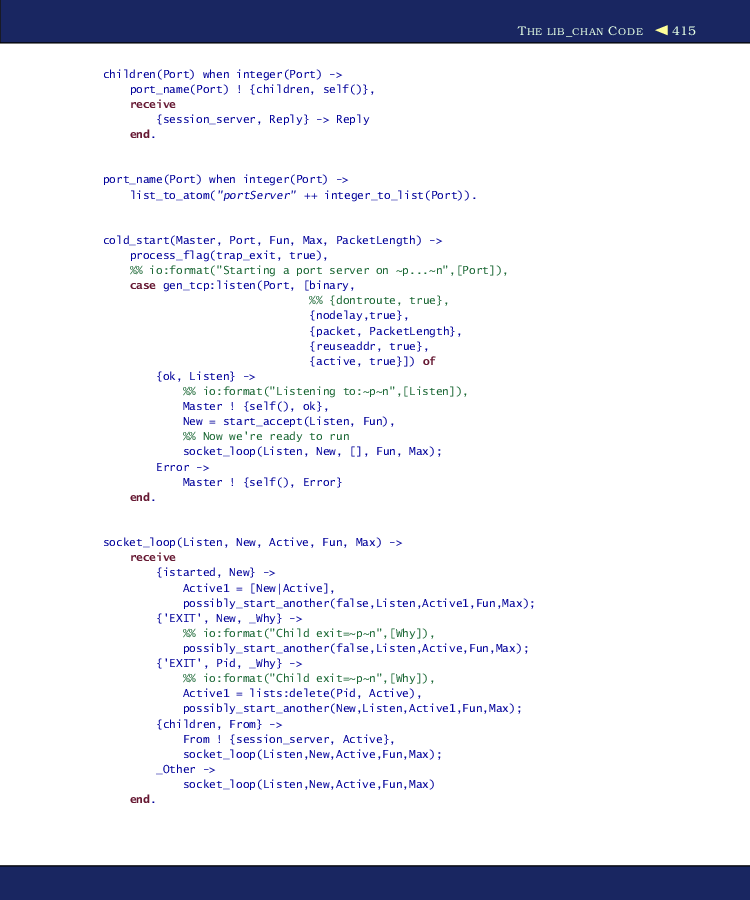 THE LIB_CHAN CODE ◀ 415
children(Port) when integer(Port) ->
    port_name(Port) ! {children, self()},
    receive
        {session_server, Reply} -> Reply
    end.
port_name(Port) when integer(Port) ->
    list_to_atom("portServer" ++ integer_to_list(Port)).
cold_start(Master, Port, Fun, Max, PacketLength) ->
    process_flag(trap_exit, true),
    %% io:format("Starting a port server on ~p...~n",[Port]),
    case gen_tcp:listen(Port, [binary,
                               %% {dontroute, true},
                               {nodelay,true},
                               {packet, PacketLength},
                               {reuseaddr, true},
                               {active, true}]) of
        {ok, Listen} ->
            %% io:format("Listening to:~p~n",[Listen]),
            Master ! {self(), ok},
            New = start_accept(Listen, Fun),
            %% Now we're ready to run
            socket_loop(Listen, New, [], Fun, Max);
        Error ->
            Master ! {self(), Error}
    end.
socket_loop(Listen, New, Active, Fun, Max) ->
    receive
        {istarted, New} ->
            Active1 = [New|Active],
            possibly_start_another(false,Listen,Active1,Fun,Max);
        {'EXIT', New, _Why} ->
            %% io:format("Child exit=~p~n",[Why]),
            possibly_start_another(false,Listen,Active,Fun,Max);
        {'EXIT', Pid, _Why} ->
            %% io:format("Child exit=~p~n",[Why]),
            Active1 = lists:delete(Pid, Active),
            possibly_start_another(New,Listen,Active1,Fun,Max);
        {children, From} ->
            From ! {session_server, Active},
            socket_loop(Listen,New,Active,Fun,Max);
        _Other ->
            socket_loop(Listen,New,Active,Fun,Max)
    end.